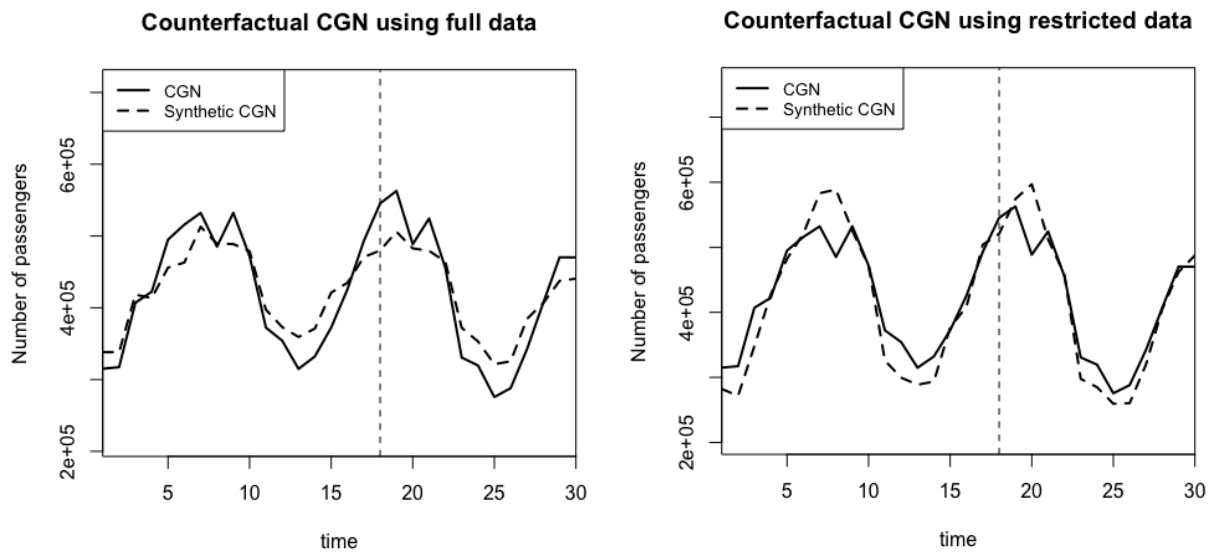 Counterfactual CGN using full data
CGN
Synthetic CGN
Number of passengers
2e+05
4e+05
6e+05
5
10
15
20
25
30
time
Counterfactual CGN using restricted data
CGN
Synthetic CGN
Number of passengers
2e+05
4e+05
6e+05
5
10
15
20
25
30
time